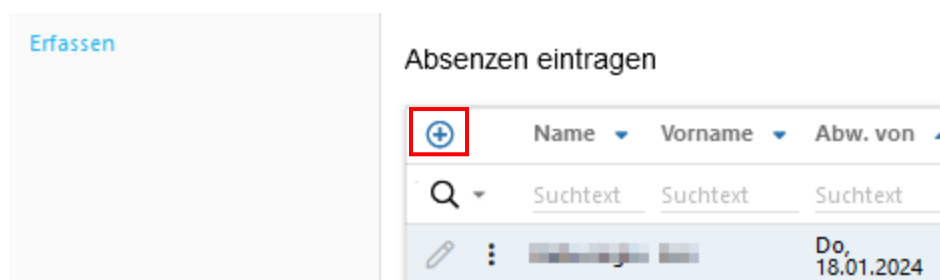 Erfassen
Absenzen eintragen
Name Vorname Abw. von
Suchtext Suchtext Suchtext
Do,
18.01.2024